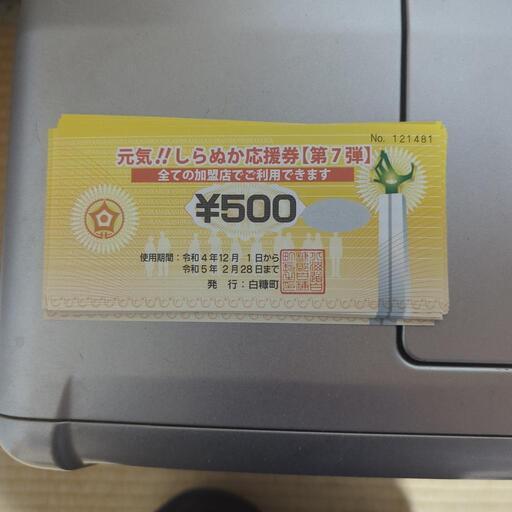 No. 121481
元気!!しらぬか応援券【第7弾】
全ての加盟店でご利用できます
¥500
使用期間：令和4年12月 1日から
令和5年 2月28日まで
発 行：白糠町